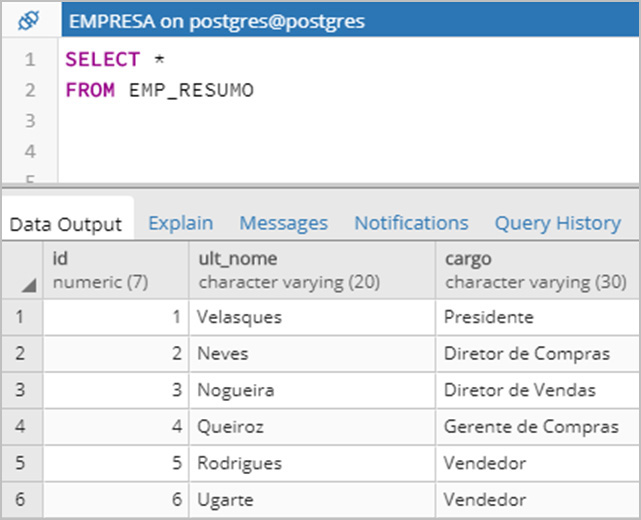 EMPRESA on postgres@postgres
1 SELECT *
2 FROM EMP_RESUMO
3
4
5
Data Output Explain Messages Notifications Query History
id ult_nome cargo
numeric (7) character varying (20) character varying (30)
1 1 Velasques Presidente
2 2 Neves Diretor de Compras
3 3 Nogueira Diretor de Vendas
4 4 Queiroz Gerente de Compras
5 5 Rodrigues Vendedor
6 6 Ugarte Vendedor